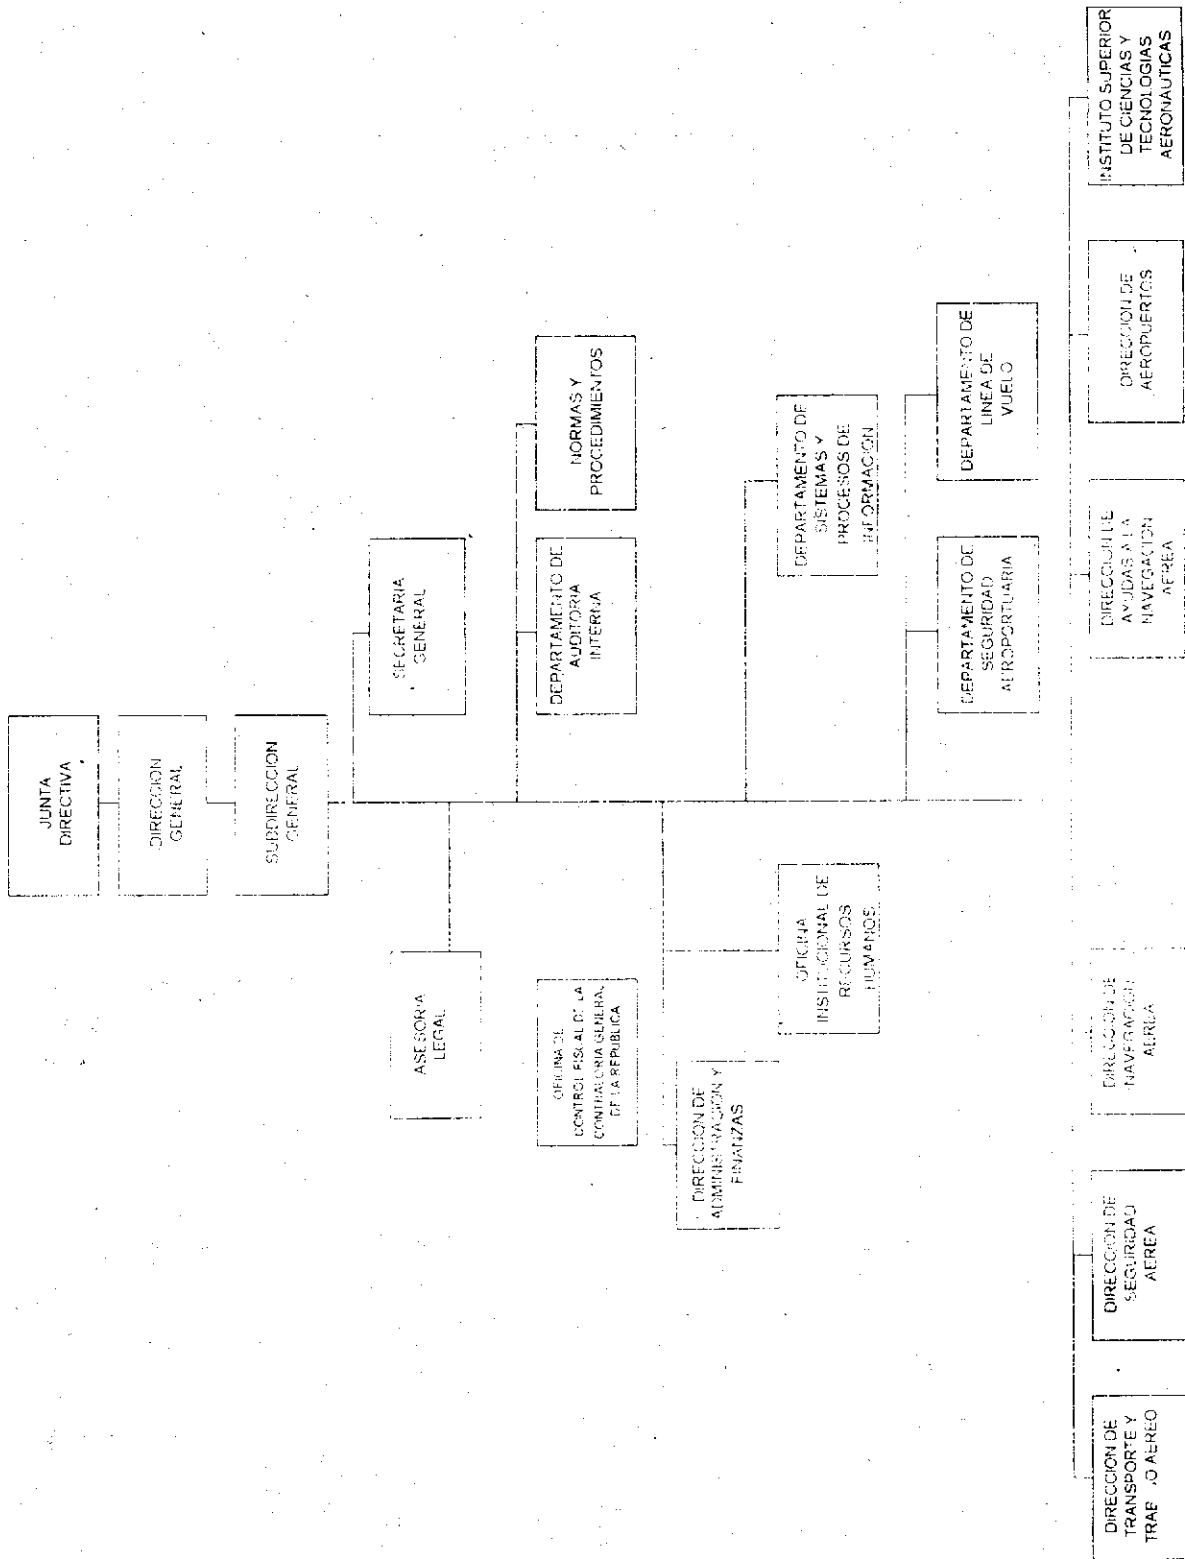 JUNTA
DIRECTIVA
DIRECCION
GENERAL
SUBDIRECCION
GENERAL
SECRETARIA
GENERAL
ASESORIA
LEGAL
DEPARTAMENTO DE
AUDITORIA
INTERNA
NORMAS Y
PROCEDIMIENTOS
OFICINA DE
CONTROL FISCAL DE LA
CONTRALORIA GENERAL
DE LA REPUBLICA
DIRECCION DE
ADMINISTRACION Y
FINANZAS
OFICINA
INSTITUCIONAL DE
RECURSOS
HUMANOS
DEPARTAMENTO DE
SISTEMAS Y
PROCESOS DE
INFORMACION
DEPARTAMENTO DE
SEGURIDAD
AEROPORTUARIA
DEPARTAMENTO DE
LINEA DE
VUELO
DIRECCION DE
TRANSPORTE Y
AEREO
DIRECCION DE
SEGURIDAD
AEREA
DIRECCION DE
NAVEGACION
AEREA
DIRECCION DE
AYUDAS A LA
NAVEGACION
AEREA
DIRECCION DE
AEROPUERTOS
INSTITUTO SUPERIOR
DE CIENCIAS Y
TECNOLOGIAS
AERONAUTICAS